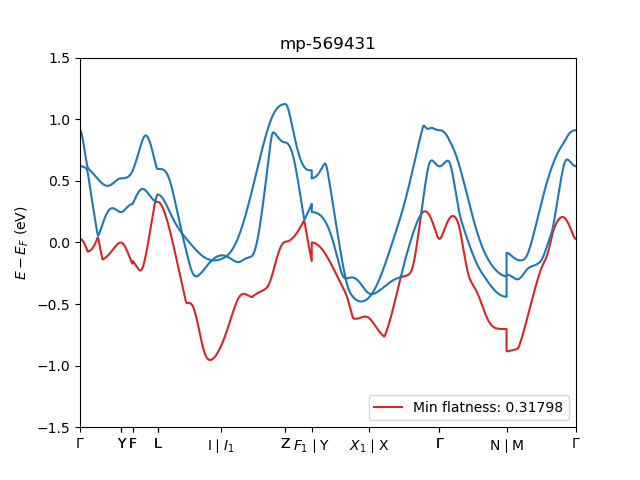 mp-569431
1.5
1.0
0.5
0.0
−0.5
−1.0
−1.5
E − E_F (eV)
Min flatness: 0.31798
Γ Y F L I | I₁ Z F₁ | Y X₁ | X Γ N | M Γ